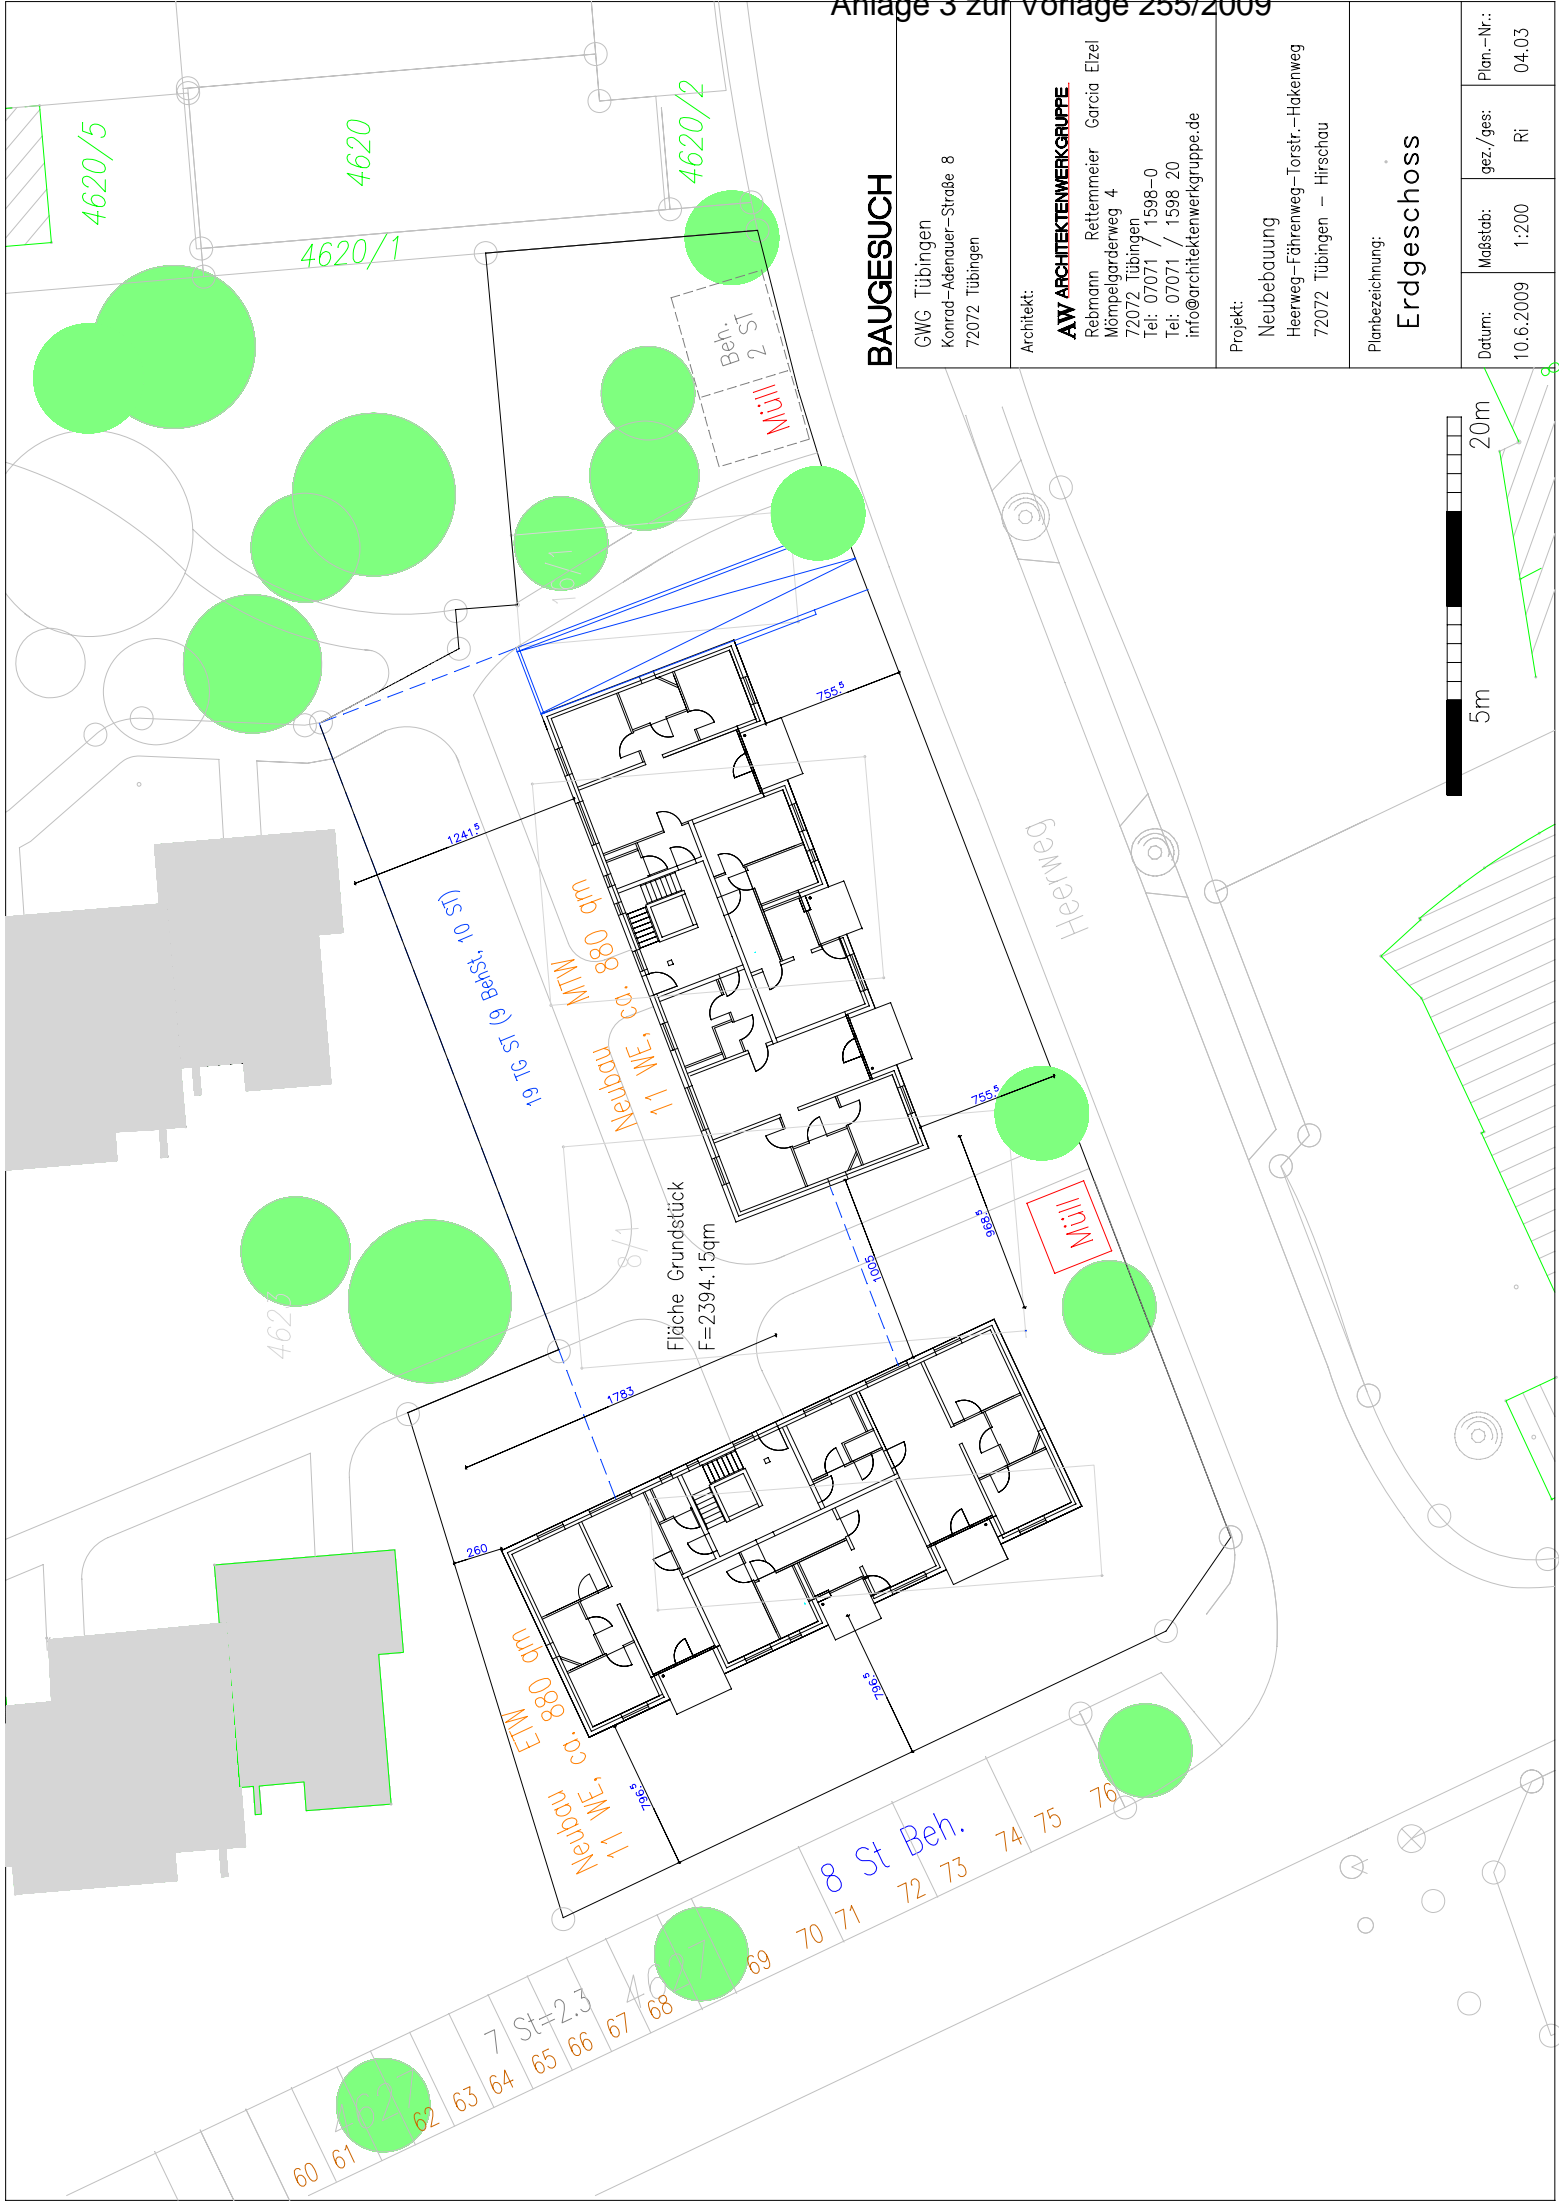 Anlage 3 zur Vorlage 255/2009
BAUGESUCH
GWG Tübingen
Konrad-Adenauer-Straße 8
72072 Tübingen
Architekt:
AW ARCHITEKTENWERKGRUPPE
Rebmann Rettemmeier Garcia Elzel
Mömpelgarderweg 4
72072 Tübingen
Tel: 07071 / 1598-0
Tel: 07071 / 1598 20
info@architektenwerkgruppe.de
Projekt:
Neubebauung
Heerweg-Fährenweg-Torstr.-Hakenweg
72072 Tübingen - Hirschau
Planbezeichnung:
Erdgeschoss
Datum:
10.6.2009
Maßstab:
1:200
gez./ges:
Ri
Plan.-Nr.:
04.03
5m
20m
4620/5
4620
4620/2
4620/1
Beh.
2 ST
Müll
755.5
1241.5
19 TG ST (9 BehSt, 10 ST)
Neubau MTW
11 WE, ca. 880 qm
Heerweg
755.5
968.5
Müll
1005
8/1
Fläche Grundstück
F=2394.15qm
1783
260
Neubau ETW
11 WE, ca. 880 qm
796.5
796.5
8 St Beh.
7 St=2.3
4627
4627
60
61
62
63
64
65
66
67
68
69
70
71
72
73
74
75
76